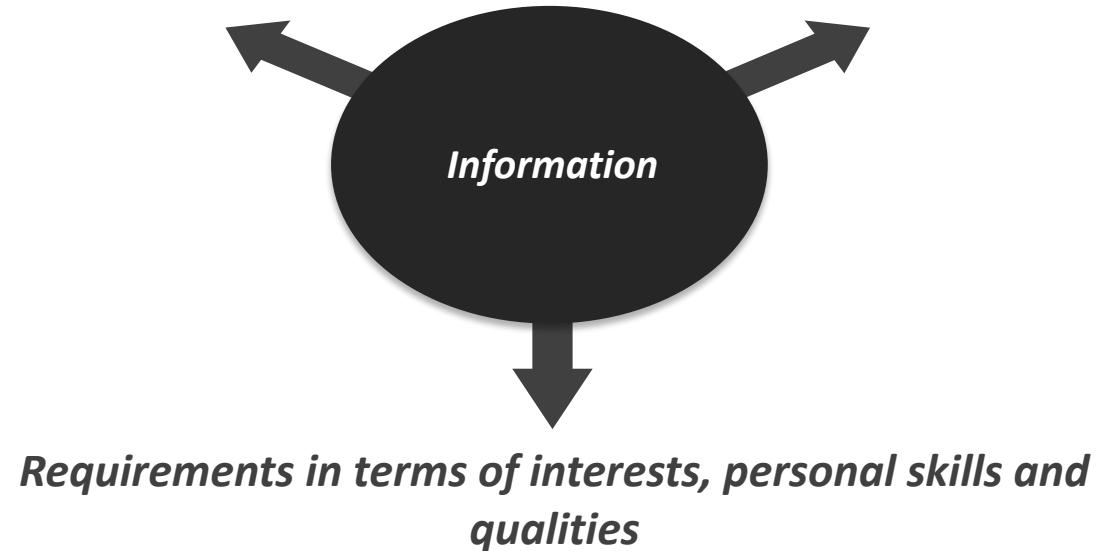 Information
Requirements in terms of interests, personal skills and
qualities